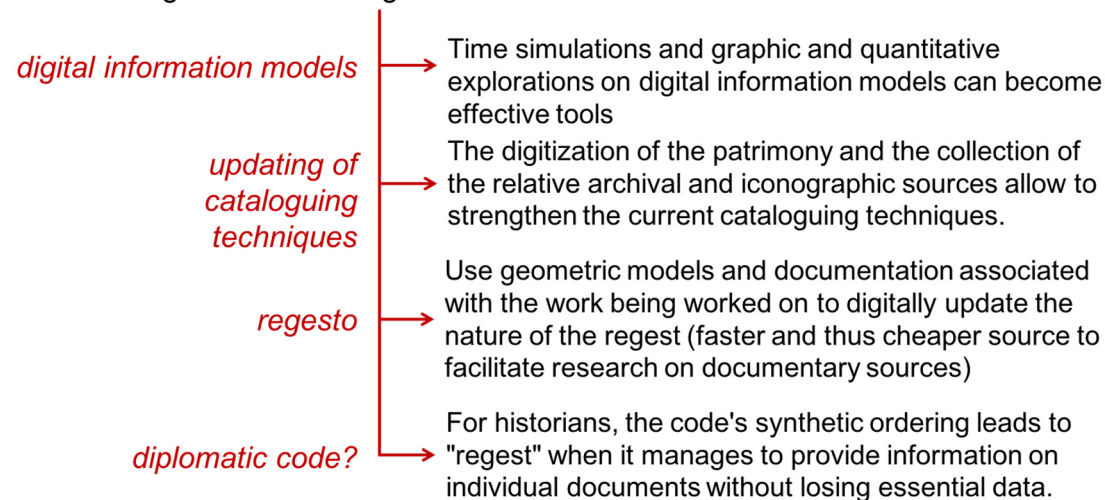 digital information models
Time simulations and graphic and quantitative
explorations on digital information models can become
effective tools
updating of
cataloguing
techniques
The digitization of the patrimony and the collection of
the relative archival and iconographic sources allow to
strengthen the current cataloguing techniques.
regesto
Use geometric models and documentation associated
with the work being worked on to digitally update the
nature of the regest (faster and thus cheaper source to
facilitate research on documentary sources)
diplomatic code?
For historians, the code's synthetic ordering leads to
"regest" when it manages to provide information on
individual documents without losing essential data.